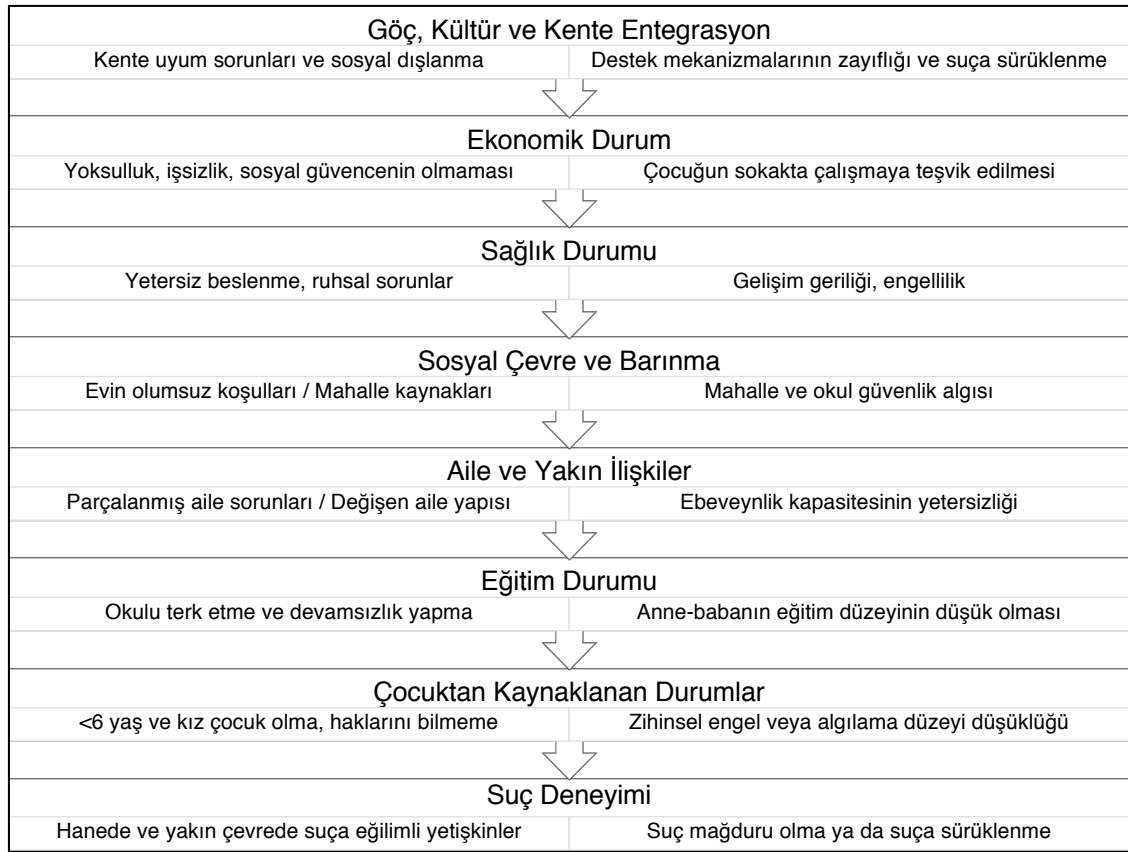 Göç, Kültür ve Kente Entegrasyon
Kente uyum sorunları ve sosyal dışlanma
Destek mekanizmalarının zayıflığı ve suça sürüklenme
Ekonomik Durum
Yoksulluk, işsizlik, sosyal güvencenin olmaması
Çocuğun sokakta çalışmaya teşvik edilmesi
Sağlık Durumu
Yetersiz beslenme, ruhsal sorunlar
Gelişim geriliği, engellilik
Sosyal Çevre ve Barınma
Evin olumsuz koşulları / Mahalle kaynakları
Mahalle ve okul güvenlik algısı
Aile ve Yakın İlişkiler
Parçalanmış aile sorunları / Değişen aile yapısı
Ebeveynlik kapasitesinin yetersizliği
Eğitim Durumu
Okulu terk etme ve devamsızlık yapma
Anne-babanın eğitim düzeyinin düşük olması
Çocuktan Kaynaklanan Durumlar
<6 yaş ve kız çocuk olma, haklarını bilmeme
Zihinsel engel veya algılama düzeyi düşüklüğü
Suç Deneyimi
Hanede ve yakın çevrede suça eğilimli yetişkinler
Suç mağduru olma ya da suça sürüklenme